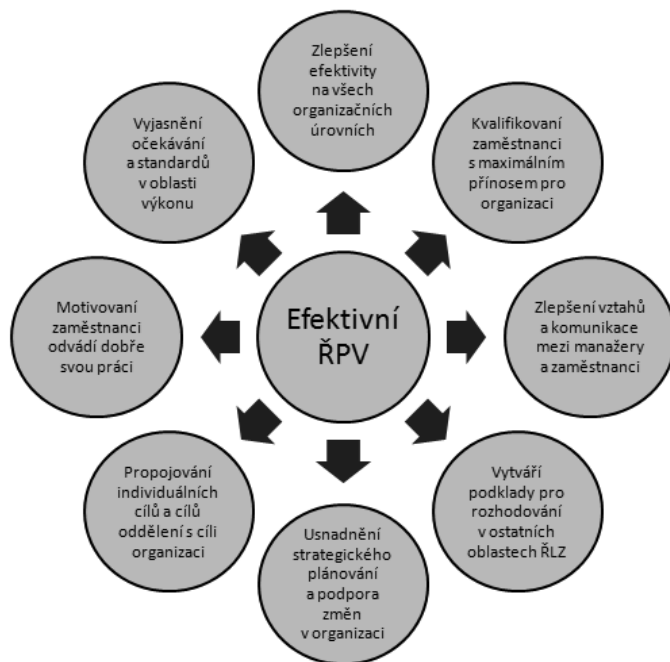 Zlepšení
efektivity
na všech
organizačních
úrovních
Kvalifikovaní
zaměstnanci
s maximálním
přínosem pro
organizaci
Zlepšení vztahů
a komunikace
mezi manažery
a zaměstnanci
Vytváří
podklady pro
rozhodování
v ostatních
oblastech ŘLZ
Usnadnění
strategického
plánování
a podpora
změn
v organizaci
Propojování
individuálních
cílů a cílů
oddělení s cíli
organizaci
Motivovaní
zaměstnanci
odvádí dobře
svou práci
Vyjasnění
očekávání
a standardů
v oblasti
výkonu
Efektivní
ŘPV